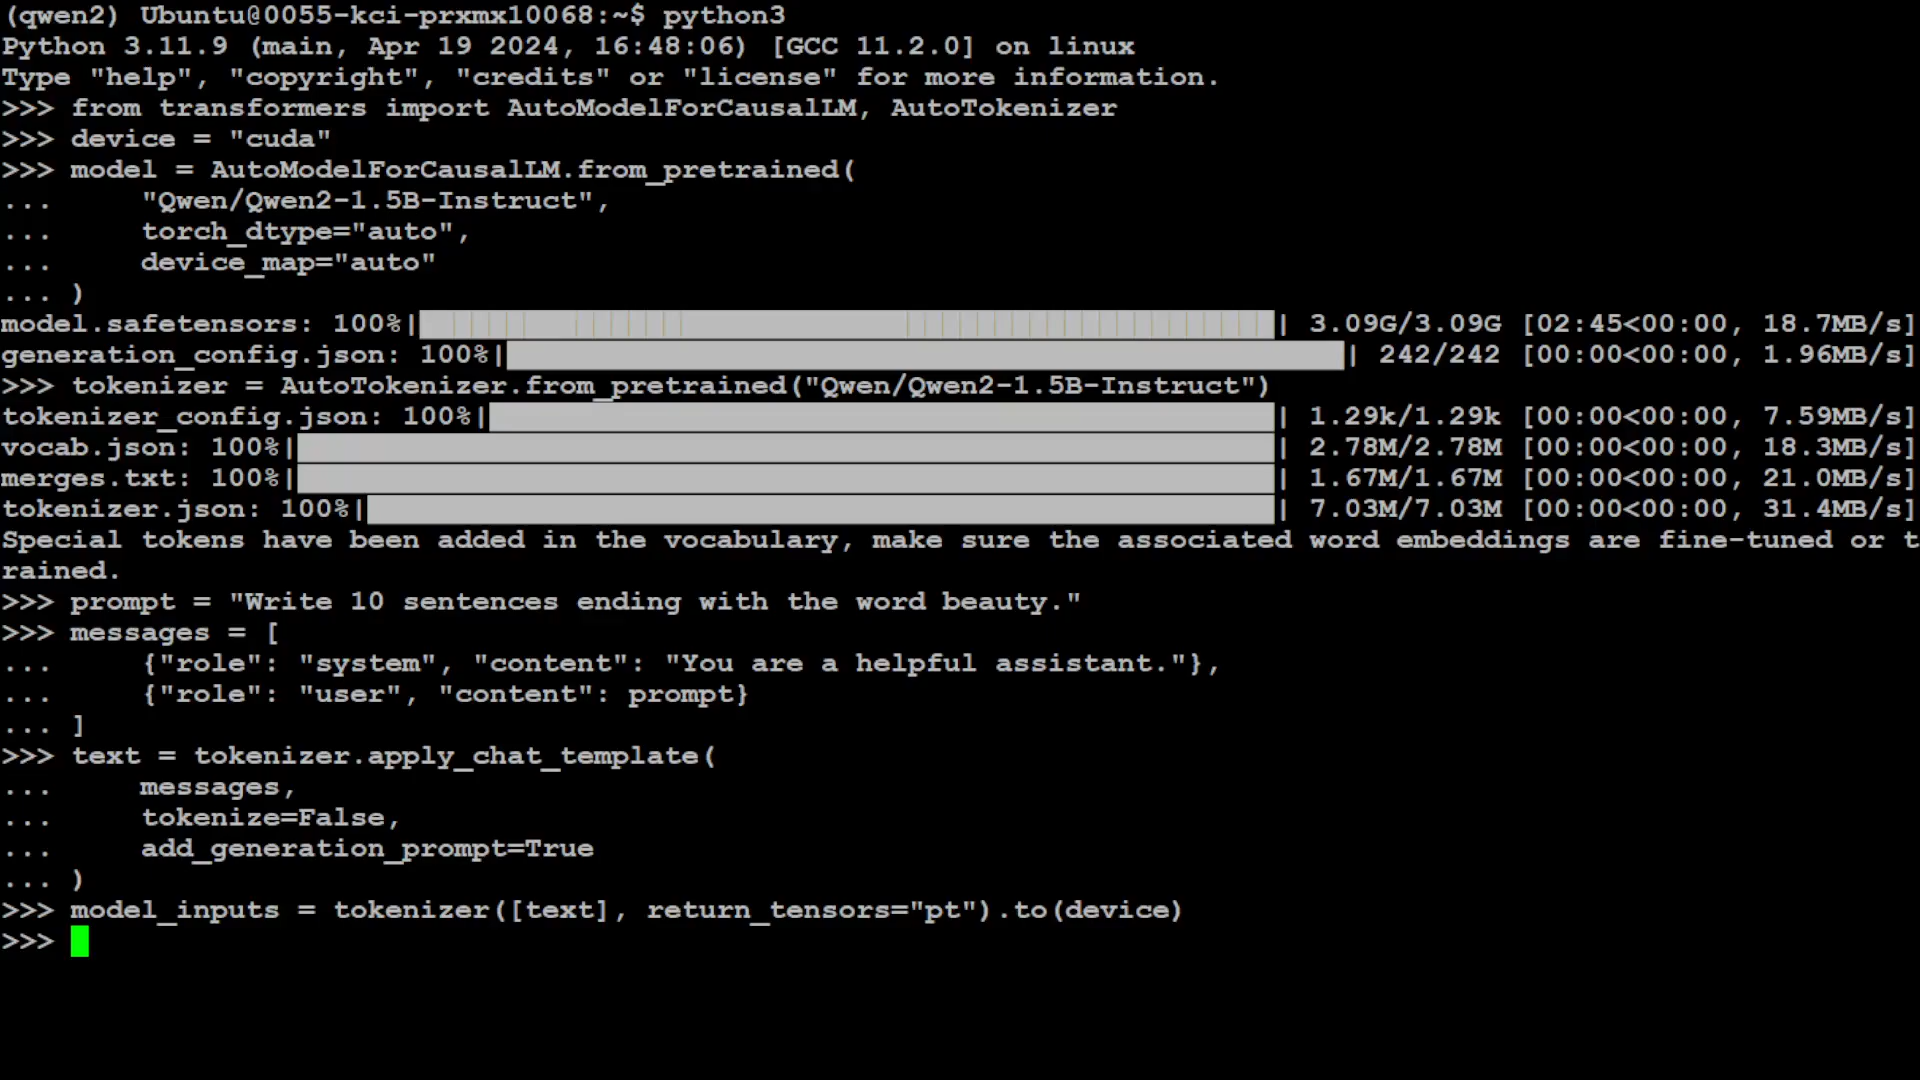 (qwen2) Ubuntu@0055-kci-prxmx10068:~$ python3
Python 3.11.9 (main, Apr 19 2024, 16:48:06) [GCC 11.2.0] on linux
Type "help", "copyright", "credits" or "license" for more information.
>>> from transformers import AutoModelForCausalLM, AutoTokenizer
>>> device = "cuda"
>>> model = AutoModelForCausalLM.from_pretrained(
...     "Qwen/Qwen2-1.5B-Instruct",
...     torch_dtype="auto",
...     device_map="auto"
... )
model.safetensors: 100%| | 3.09G/3.09G [02:45<00:00, 18.7MB/s]
generation_config.json: 100%| | 242/242 [00:00<00:00, 1.96MB/s]
>>> tokenizer = AutoTokenizer.from_pretrained("Qwen/Qwen2-1.5B-Instruct")
tokenizer_config.json: 100%| | 1.29k/1.29k [00:00<00:00, 7.59MB/s]
vocab.json: 100%| | 2.78M/2.78M [00:00<00:00, 18.3MB/s]
merges.txt: 100%| | 1.67M/1.67M [00:00<00:00, 21.0MB/s]
tokenizer.json: 100%| | 7.03M/7.03M [00:00<00:00, 31.4MB/s]
Special tokens have been added in the vocabulary, make sure the associated word embeddings are fine-tuned or t
rained.
>>> prompt = "Write 10 sentences ending with the word beauty."
>>> messages = [
...     {"role": "system", "content": "You are a helpful assistant."},
...     {"role": "user", "content": prompt}
... ]
>>> text = tokenizer.apply_chat_template(
...     messages,
...     tokenize=False,
...     add_generation_prompt=True
... )
>>> model_inputs = tokenizer([text], return_tensors="pt").to(device)
>>>